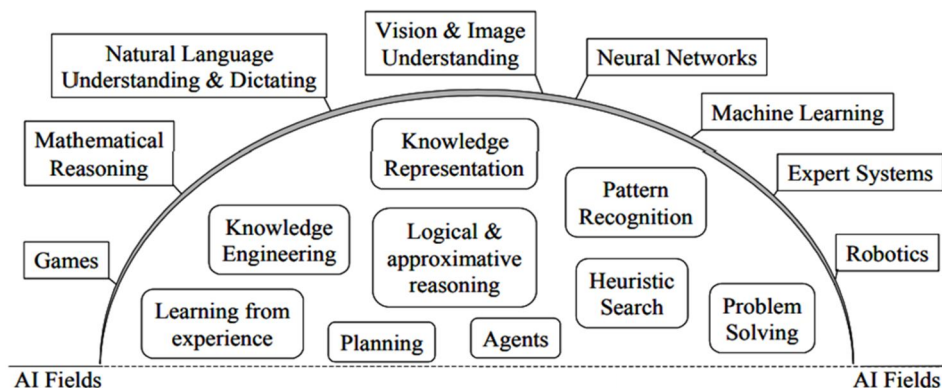 Natural Language
Understanding & Dictating
Vision & Image
Understanding
Neural Networks
Machine Learning
Mathematical
Reasoning
Expert Systems
Games
Robotics
Knowledge
Representation
Pattern
Recognition
Knowledge
Engineering
Logical &
approximative
reasoning
Heuristic
Search
Learning from
experience
Planning
Agents
Problem
Solving
AI Fields
AI Fields